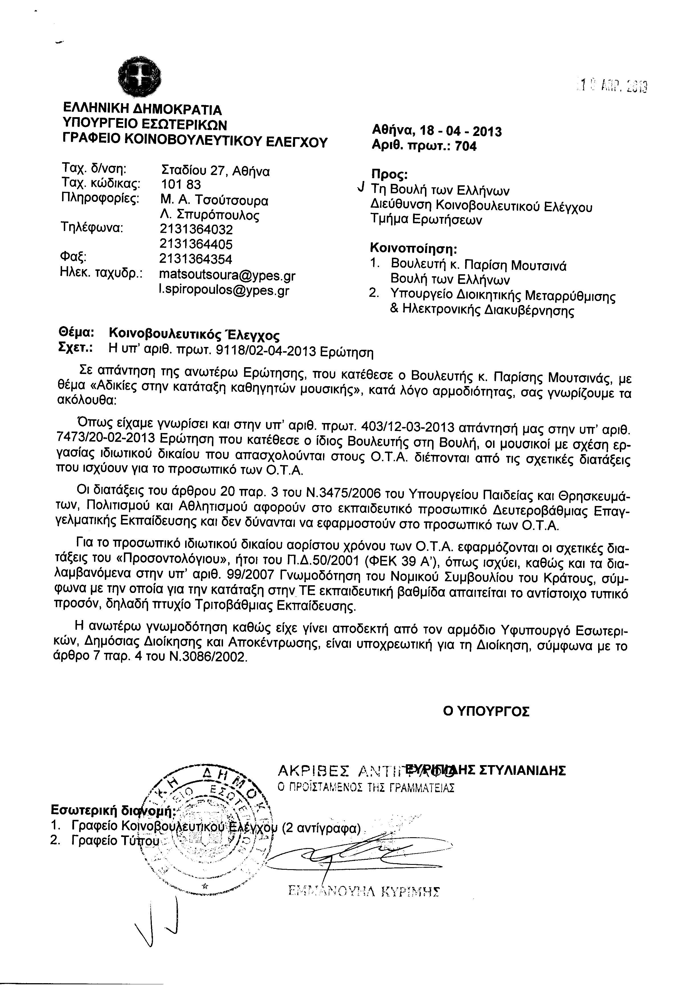 ΑΠΡ. 2013
ΕΛΛΗΝΙΚΗ ΔΗΜΟΚΡΑΤΙΑ
ΥΠΟΥΡΓΕΙΟ ΕΣΩΤΕΡΙΚΩΝ
ΓΡΑΦΕΙΟ ΚΟΙΝΟΒΟΥΛΕΥΤΙΚΟΥ ΕΛΕΓΧΟΥ
Ταχ. δ/νση: Σταδίου 27, Αθήνα
Ταχ. κώδικας: 101 83
Πληροφορίες: Μ. Α. Τσούτσουρα
Λ. Σπυρόπουλος
Τηλέφωνα: 2131364032
2131364405
Φαξ: 2131364354
Ηλεκ. ταχυδρ.: matsoutsoura@ypes.gr
l.spiropoulos@ypes.gr
Αθήνα, 18 - 04 - 2013
Αριθ. πρωτ.: 704
Προς:
Τη Βουλή των Ελλήνων
Διεύθυνση Κοινοβουλευτικού Ελέγχου
Τμήμα Ερωτήσεων
Κοινοποίηση:
1. Βουλευτή κ. Παρίση Μουτσινά
Βουλή των Ελλήνων
2. Υπουργείο Διοικητικής Μεταρρύθμισης
& Ηλεκτρονικής Διακυβέρνησης
Θέμα: Κοινοβουλευτικός Έλεγχος
Σχετ.: Η υπ’ αριθ. πρωτ. 9118/02-04-2013 Ερώτηση
Σε απάντηση της ανωτέρω Ερώτησης, που κατέθεσε ο Βουλευτής κ. Παρίσης Μουτσινάς, με
θέμα «Αδικίες στην κατάταξη καθηγητών μουσικής», κατά λόγο αρμοδιότητας, σας γνωρίζουμε τα
ακόλουθα:
Όπως είχαμε γνωρίσει και στην υπ’ αριθ. πρωτ. 403/12-03-2013 απάντησή μας στην υπ’ αριθ.
7473/20-02-2013 Ερώτηση που κατέθεσε ο ίδιος Βουλευτής στη Βουλή, οι μουσικοί με σχέση ερ-
γασίας ιδιωτικού δικαίου που απασχολούνται στους Ο.Τ.Α. διέπονται από τις σχετικές διατάξεις
που ισχύουν για το προσωπικό των Ο.Τ.Α.
Οι διατάξεις του άρθρου 20 παρ. 3 του Ν.3475/2006 του Υπουργείου Παιδείας και Θρησκευμά-
των, Πολιτισμού και Αθλητισμού αφορούν στο εκπαιδευτικό προσωπικό Δευτεροβάθμιας Επαγ-
γελματικής Εκπαίδευσης και δεν δύνανται να εφαρμοστούν στο προσωπικό των Ο.Τ.Α.
Για το προσωπικό ιδιωτικού δικαίου αορίστου χρόνου των Ο.Τ.Α. εφαρμόζονται οι σχετικές δια-
τάξεις του «Προσοντολόγιου», ήτοι του Π.Δ.50/2001 (ΦΕΚ 39 Α’), όπως ισχύει, καθώς και τα δια-
λαμβανόμενα στην υπ’ αριθ. 99/2007 Γνωμοδότηση του Νομικού Συμβουλίου του Κράτους, σύμ-
φωνα με την οποία για την κατάταξη στην ΤΕ εκπαιδευτική βαθμίδα απαιτείται το αντίστοιχο τυπικό
προσόν, δηλαδή πτυχίο Τριτοβάθμιας Εκπαίδευσης.
Η ανωτέρω γνωμοδότηση καθώς είχε γίνει αποδεκτή από τον αρμόδιο Υφυπουργό Εσωτερι-
κών, Δημόσιας Διοίκησης και Αποκέντρωσης, είναι υποχρεωτική για τη Διοίκηση, σύμφωνα με το
άρθρο 7 παρ. 4 του Ν.3086/2002.
Ο ΥΠΟΥΡΓΟΣ
ΕΥΡΙΠΙΔΗΣ ΣΤΥΛΙΑΝΙΔΗΣ
ΑΚΡΙΒΕΣ ΑΝΤΙΓΡΑΦΟ
Ο ΠΡΟΪΣΤΑΜΕΝΟΣ ΤΗΣ ΓΡΑΜΜΑΤΕΙΑΣ
Εσωτερική διανομή:
1. Γραφείο Κοινοβουλευτικού Ελέγχου (2 αντίγραφα)
2. Γραφείο Τύπου
ΕΜΜΑΝΟΥΗΛ ΚΥΡΙΜΗΣ